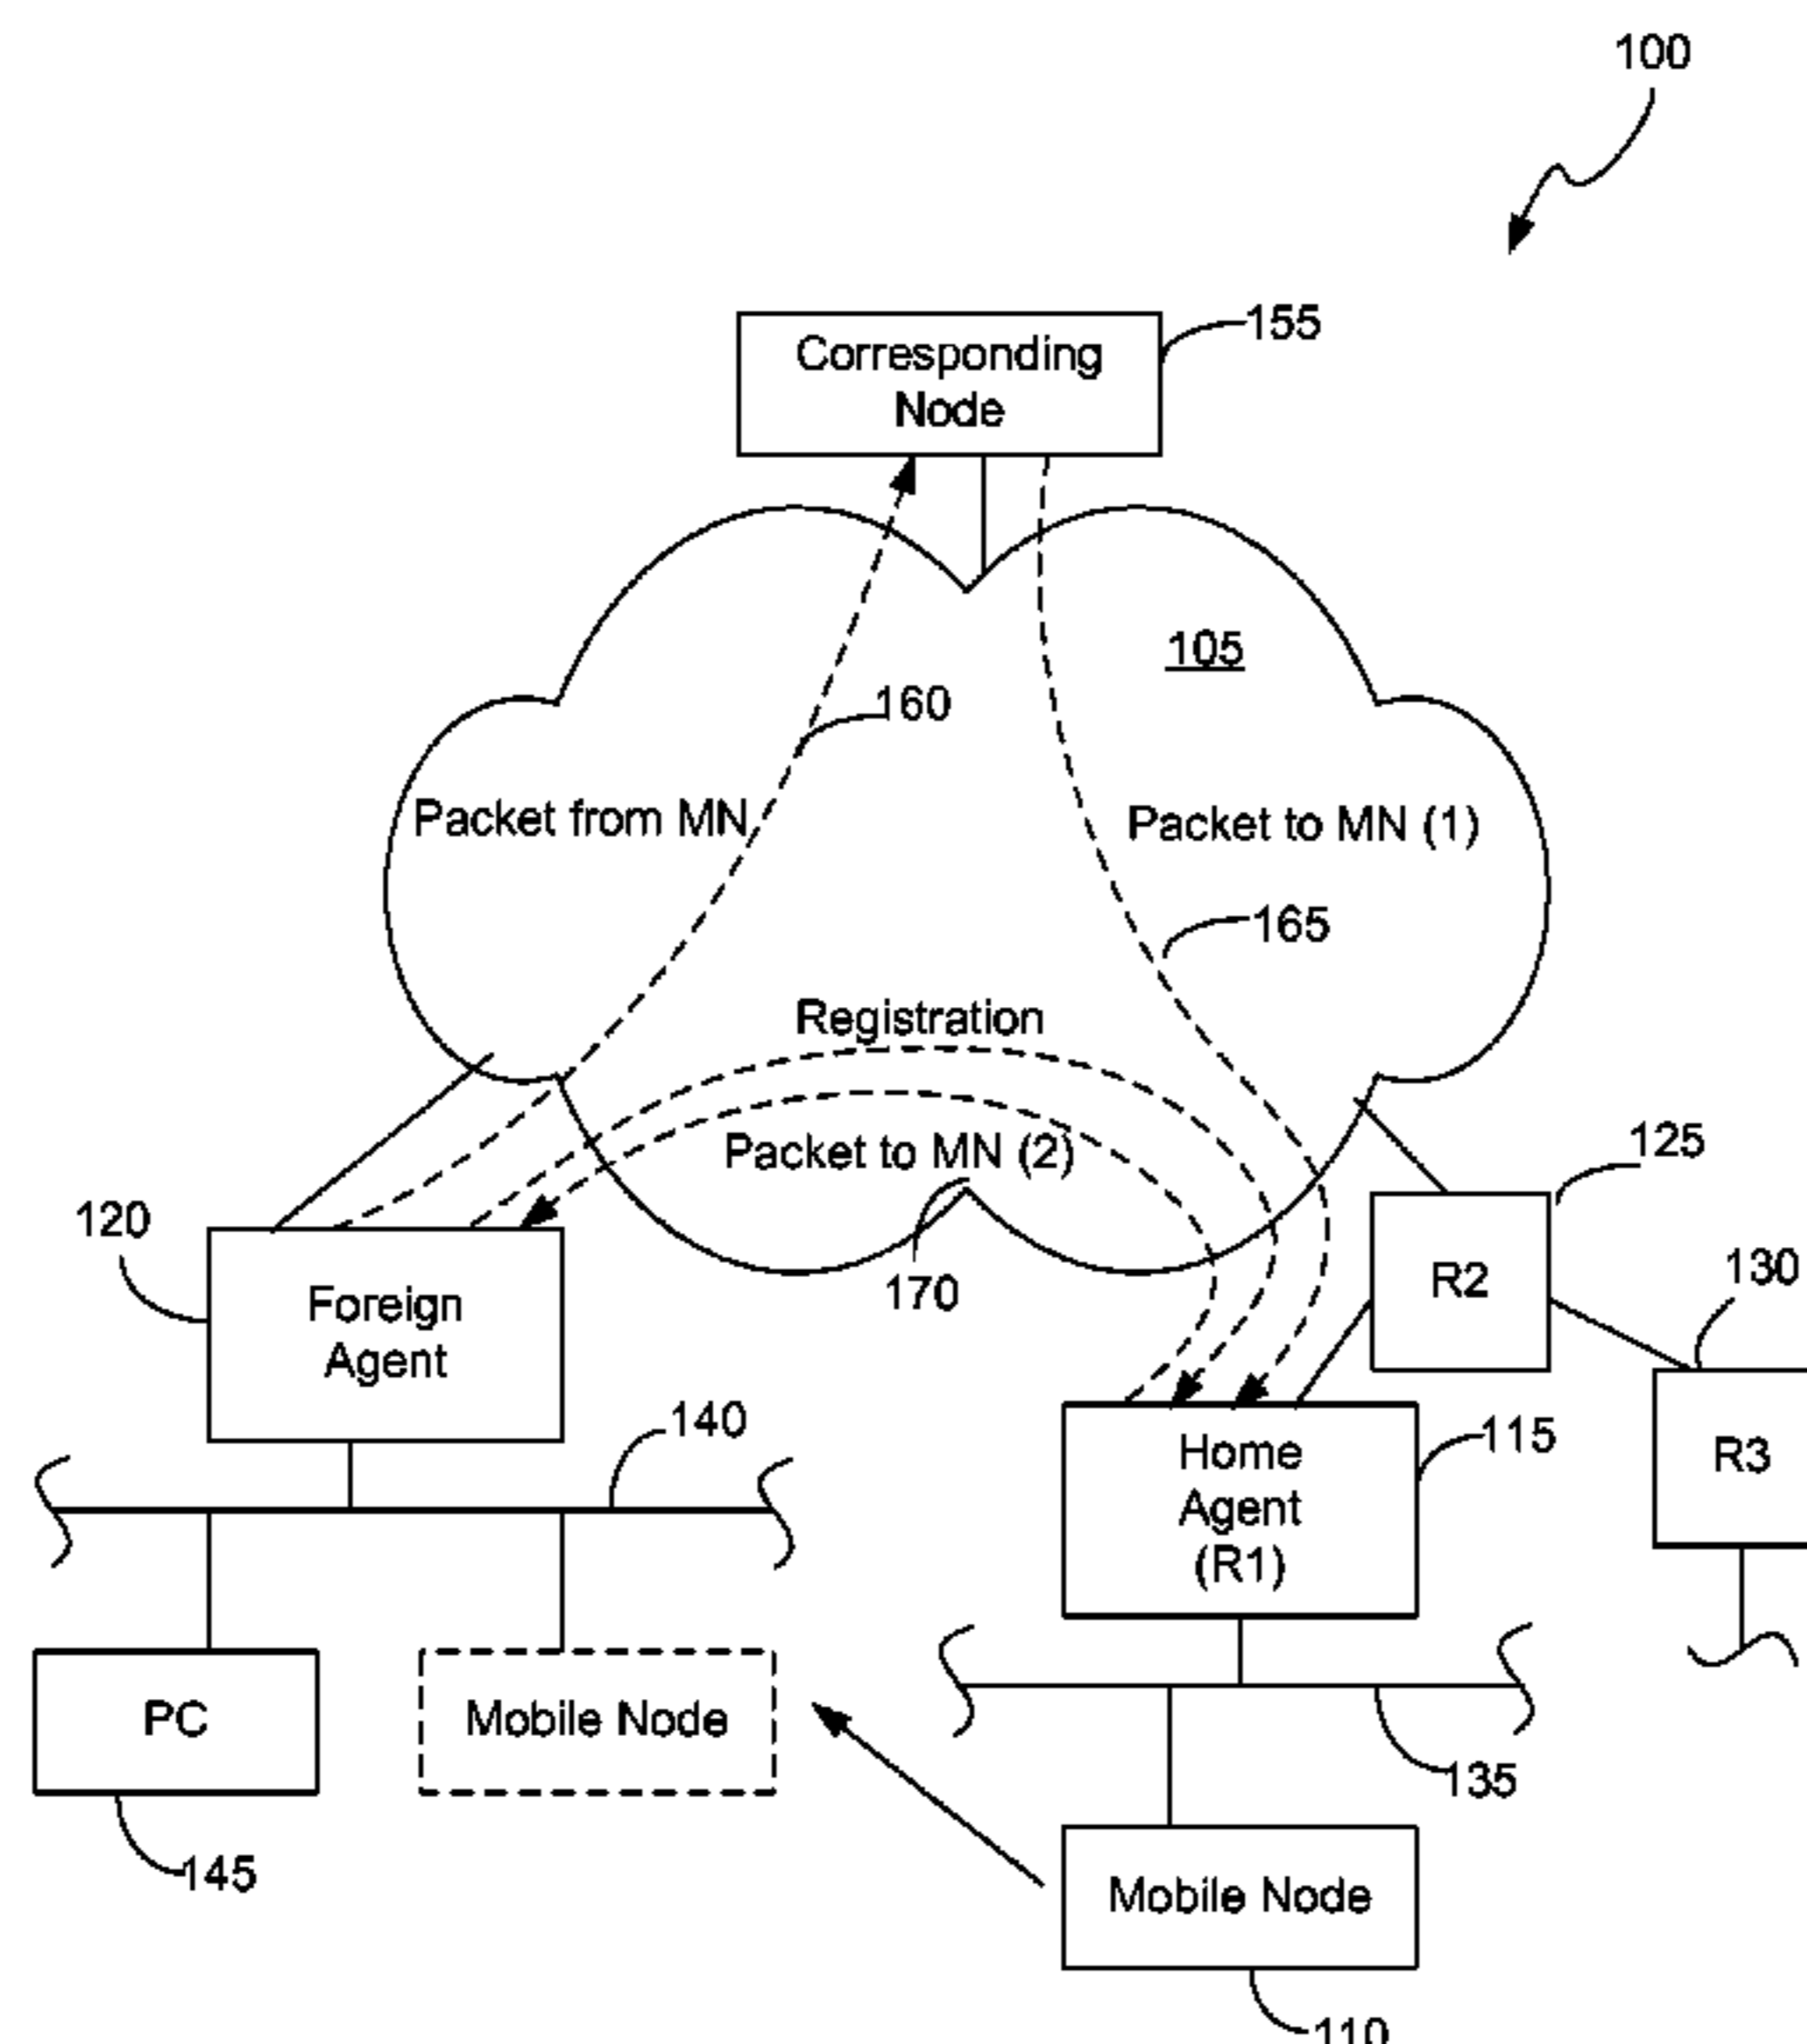 100
155
Corresponding
Node
105
160
Packet from MN
Packet to MN (1)
165
Registration
Packet to MN (2)
125
120
170
R2
130
Foreign
Agent
140
Home
Agent
(R1)
115
R3
PC
Mobile Node
135
145
Mobile Node
110